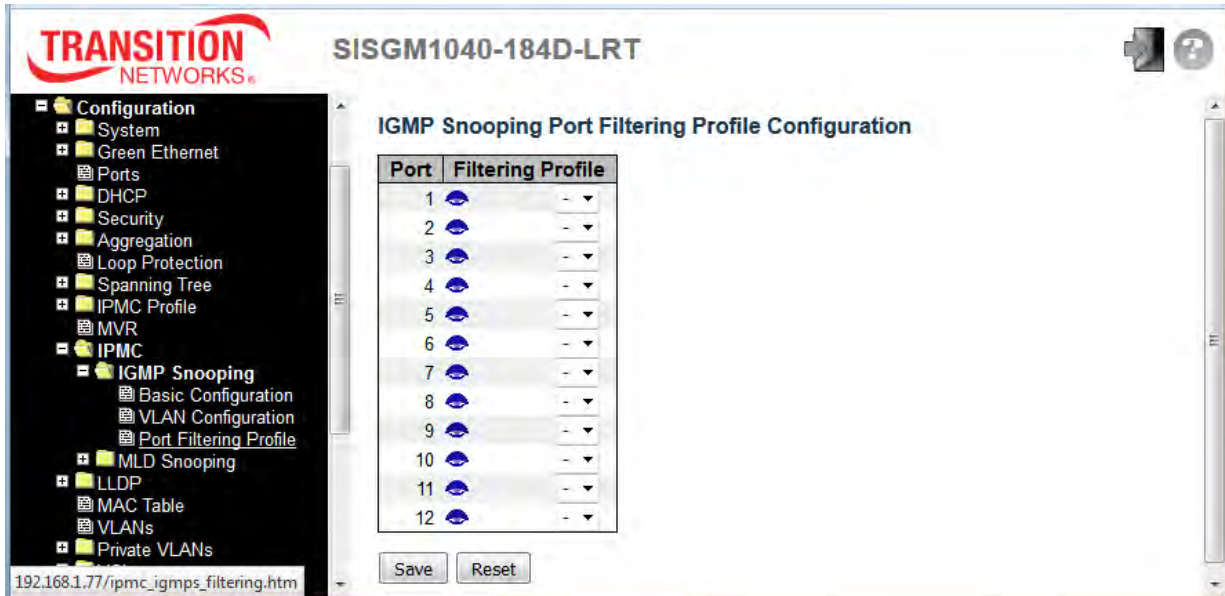 TRANSITION
NETWORKS®
SISGM1040-184D-LRT
Configuration
System
Green Ethernet
Ports
DHCP
Security
Aggregation
Loop Protection
Spanning Tree
IPMC Profile
MVR
IPMC
IGMP Snooping
Basic Configuration
VLAN Configuration
Port Filtering Profile
MLD Snooping
LLDP
MAC Table
VLANs
Private VLANs
192.168.1.77/ipmc_igmps_filtering.htm
IGMP Snooping Port Filtering Profile Configuration
Port Filtering Profile
1 -
2 -
3 -
4 -
5 -
6 -
7 -
8 -
9 -
10 -
11 -
12 -
Save Reset